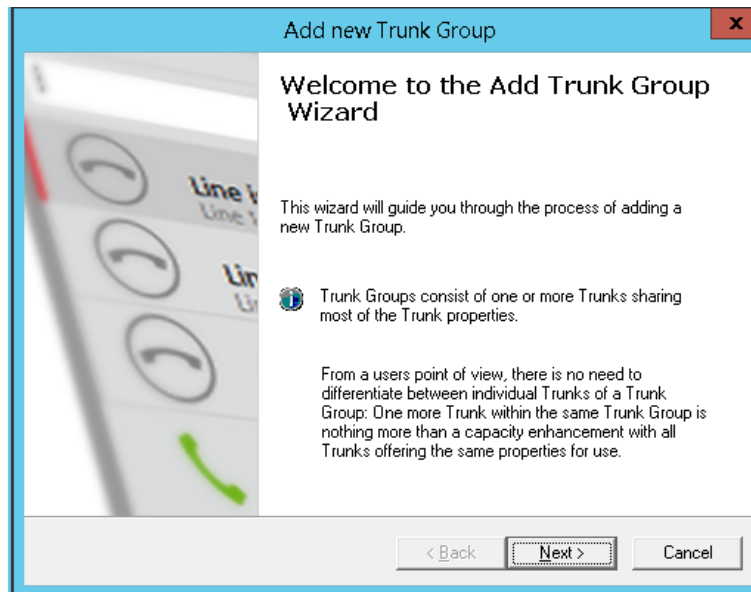 Add new Trunk Group
x
Welcome to the Add Trunk Group
Wizard
Line
Line
This wizard will guide you through the process of adding a
new Trunk Group.
Trunk Groups consist of one or more Trunks sharing
most of the Trunk properties.
From a users point of view, there is no need to
differentiate between individual Trunks of a Trunk
Group: One more Trunk within the same Trunk Group is
nothing more than a capacity enhancement with all
Trunks offering the same properties for use.
< Back
Next >
Cancel